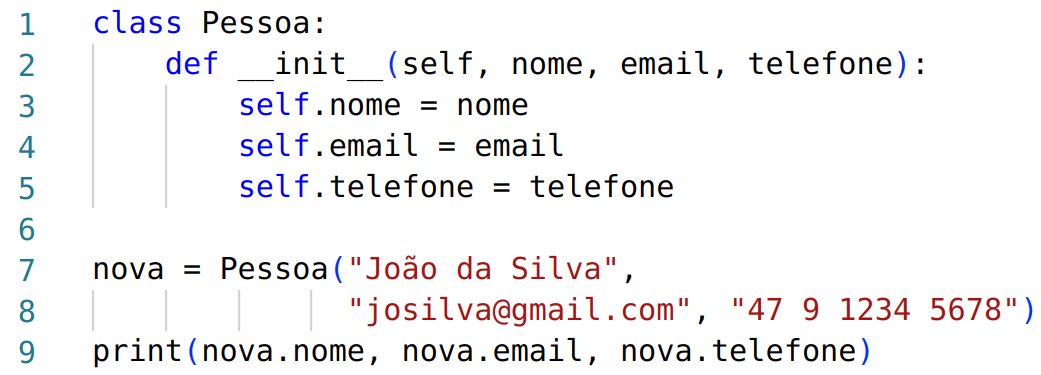 1 class Pessoa:
2     def __init__(self, nome, email, telefone):
3         self.nome = nome
4         self.email = email
5         self.telefone = telefone
6
7 nova = Pessoa("João da Silva",
8               "josilva@gmail.com", "47 9 1234 5678")
9 print(nova.nome, nova.email, nova.telefone)